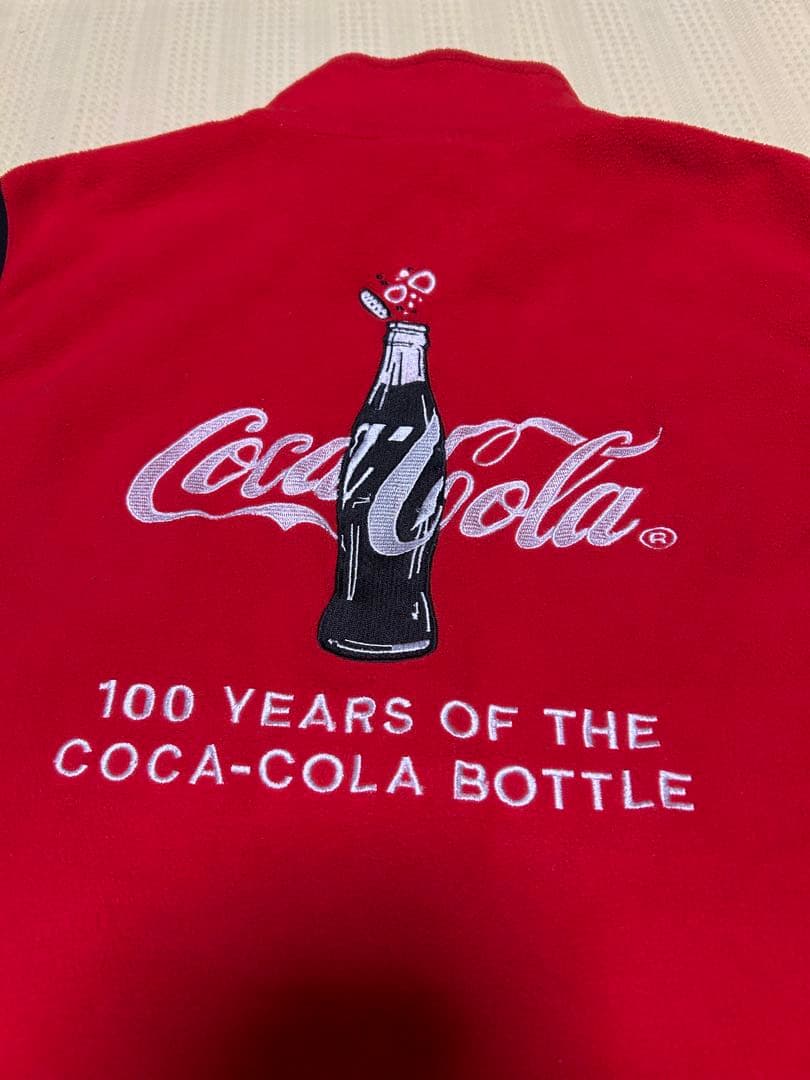 Coca-Cola®
100 YEARS OF THE
COCA-COLA BOTTLE